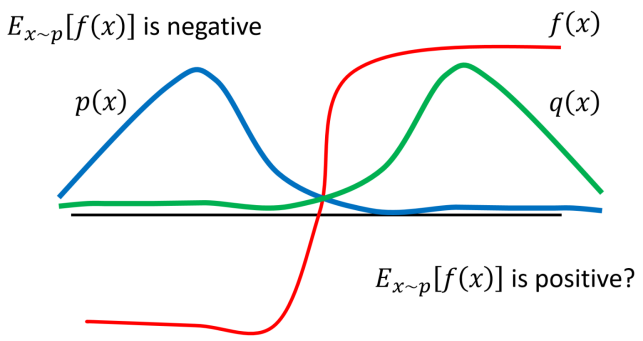 E_{x~p}[f(x)] is negative
f(x)
p(x)
q(x)
E_{x~p}[f(x)] is positive?